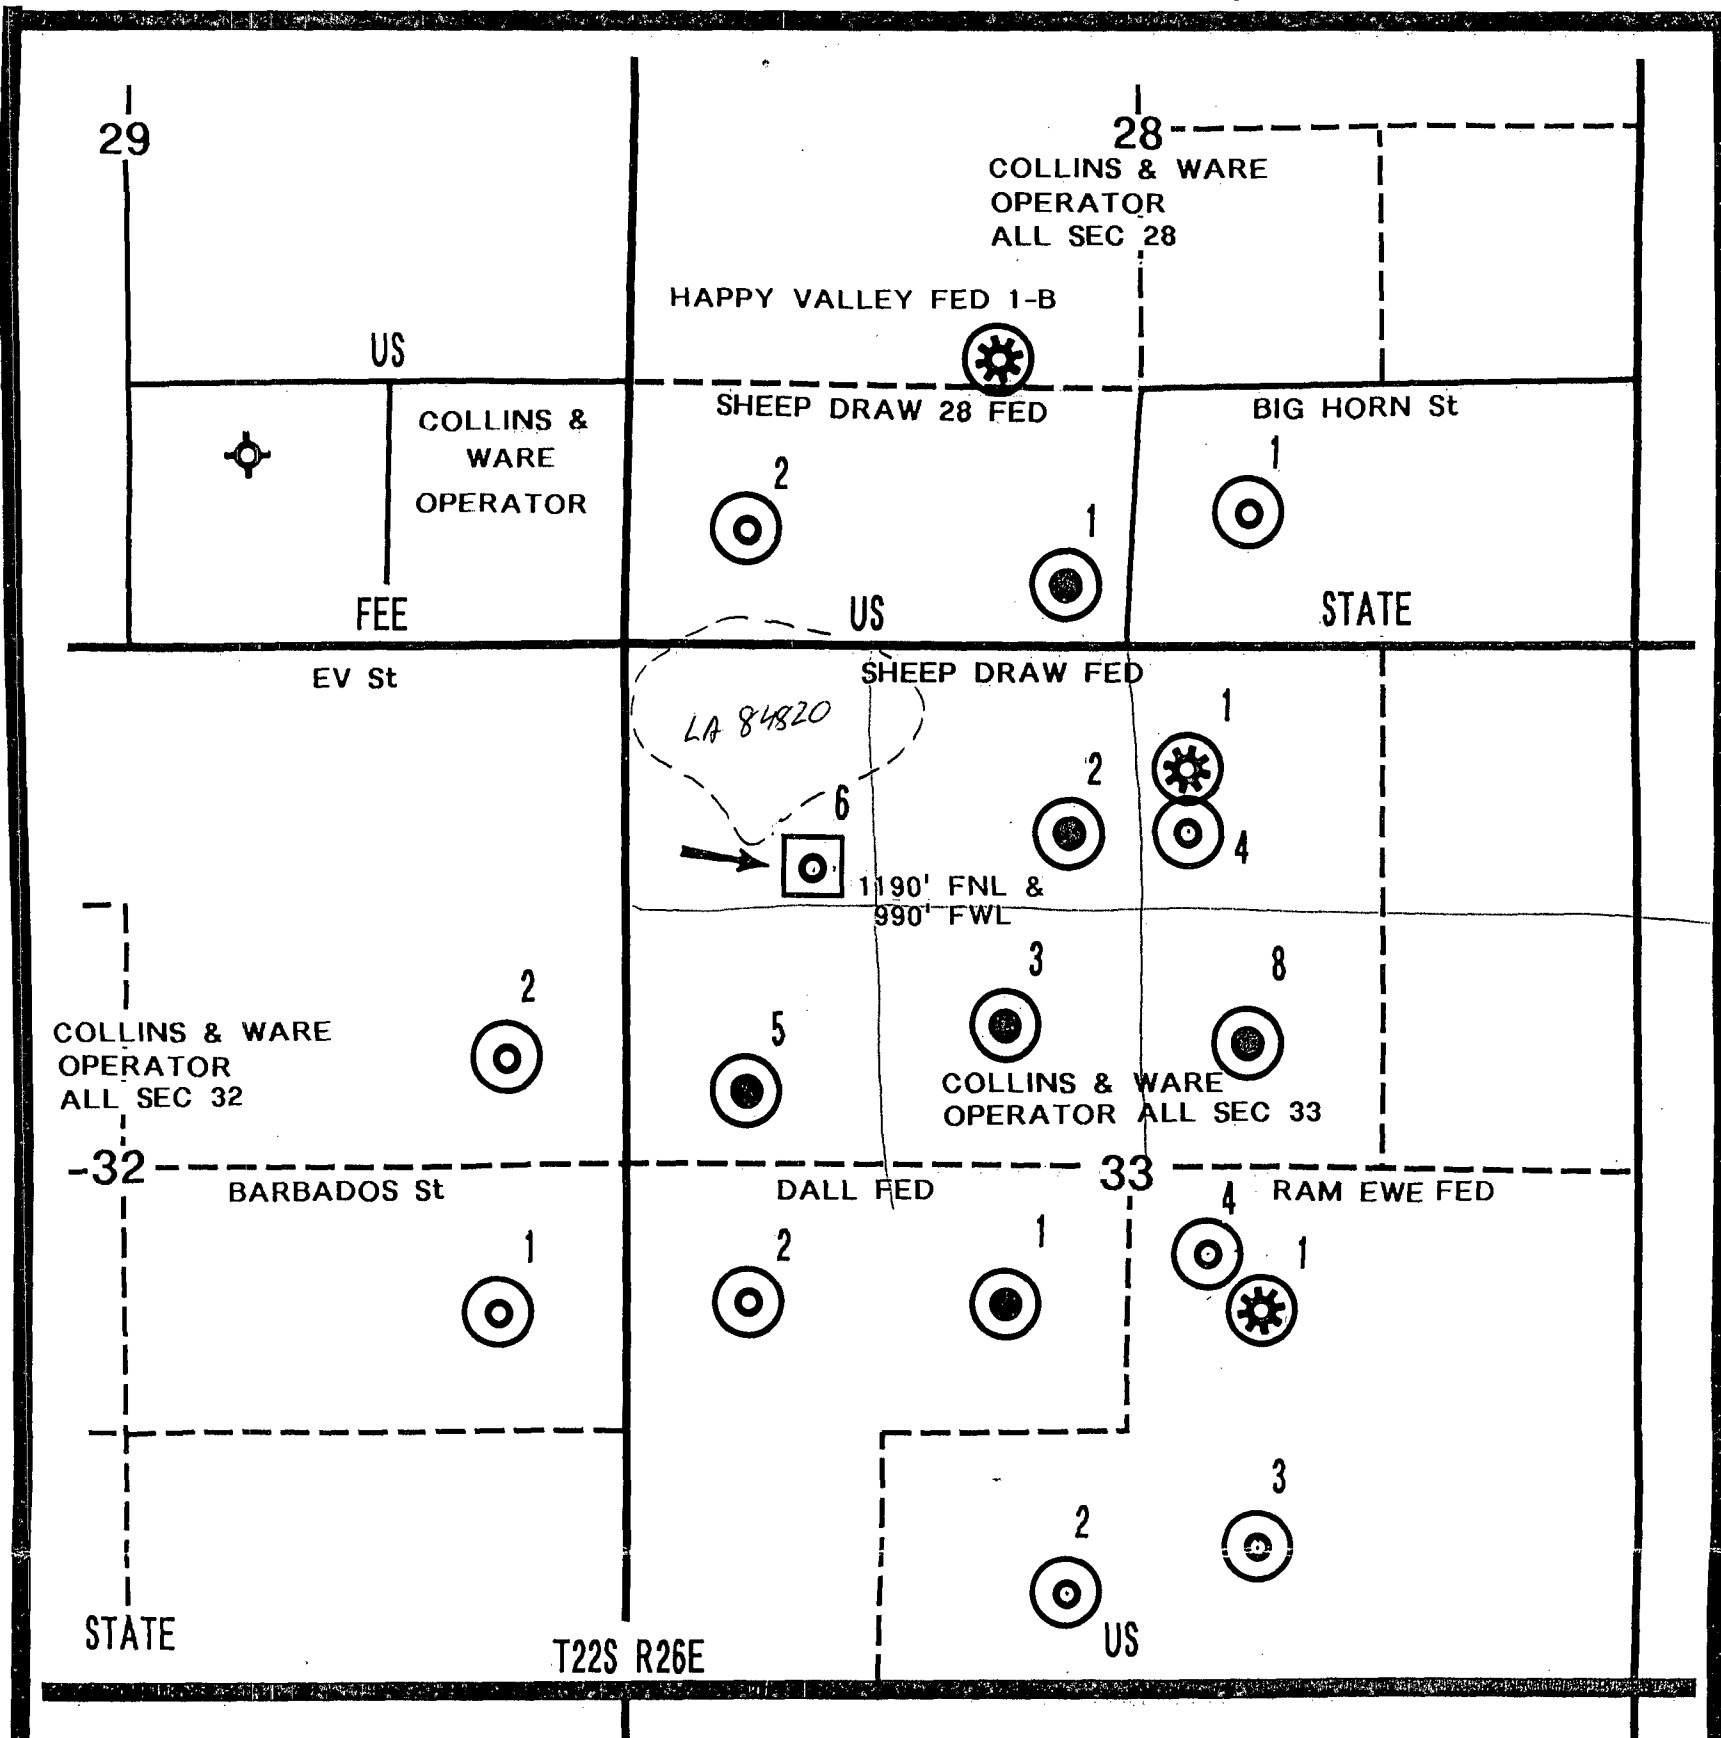 29
28
COLLINS & WARE
OPERATOR
ALL SEC 28
HAPPY VALLEY FED 1-B
US
SHEEP DRAW 28 FED
BIG HORN St
COLLINS &
WARE
OPERATOR
2
1
1
FEE
US
STATE
EV St
SHEEP DRAW FED
LA 84820
1
2
6
4
1190' FNL &
990' FWL
3
8
2
5
COLLINS & WARE
OPERATOR
ALL SEC 32
COLLINS & WARE
OPERATOR ALL SEC 33
-32
33
BARBADOS St
DALL FED
RAM EWE FED
4
1
2
1
1
3
2
STATE
US
T22S R26E